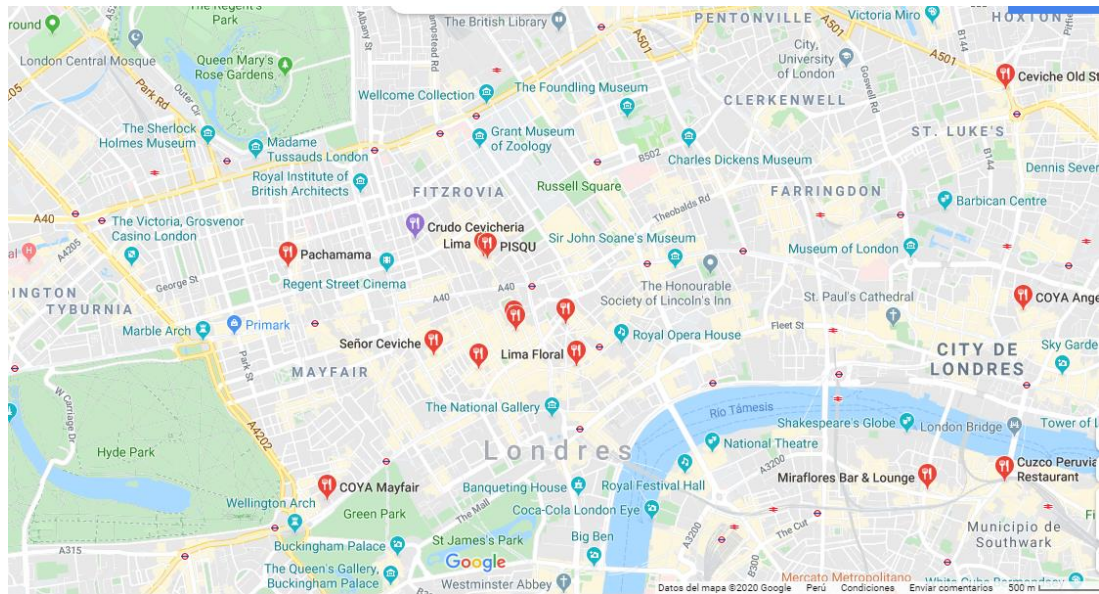 The Regent's
Park
round
London Central Mosque
Queen Mary's
Rose Gardens
Albany St
Hampstead Rd
The British Library
PENTONVILLE
A501
A501
Victoria Miro
HOXTON
B144
City,
University
of London
Goswell Rd
A501
Ceviche Old St
Park Rd
Outer Cir
Wellcome Collection
The Foundling Museum
CLERKENWELL
ST. LUKE'S
B144
The Sherlock
Holmes Museum
Madame
Tussauds London
Grant Museum
of Zoology
B502
Charles Dickens Museum
Dennis Sever
Royal Institute of
British Architects
FITZROVIA
Russell Square
FARRINGDON
Barbican Centre
A40
The Victoria, Grosvenor
Casino London
Crudo Cevicheria
Lima
PISQU
Theobalds Rd
Sir John Soane's Museum
Museum of London
al
A4205
Pachamama
Regent Street Cinema
George St
A40
A40
The Honourable
Society of Lincoln's Inn
St. Paul's Cathedral
COYA Ange
INGTON
TYBURNIA
Marble Arch
Primark
Señor Ceviche
Lima Floral
Royal Opera House
Fleet St
CITY DE
LONDRES
Sky Garde
MAYFAIR
Park St
W Carriage Dr
The National Gallery
Río Támesis
Shakespeare's Globe
London Bridge
Tower of L
A4202
Londres
National Theatre
Hyde Park
A3200
Miraflores Bar & Lounge
Cuzco Peruvia
Restaurant
COYA Mayfair
Banqueting House
Royal Festival Hall
Wellington Arch
Green Park
The Mall
Coca-Cola London Eye
The Cut
Municipio de
Southwark
Fi
A315
Buckingham Palace
St James's Park
Big Ben
A3200
B300
The Queen's Gallery,
Buckingham Palace
Google
Westminster Abbey
Mercato Metropolitano
White Cube Bermondsey
Datos del mapa ©2020 Google Perú Condiciones Enviar comentarios 500 m